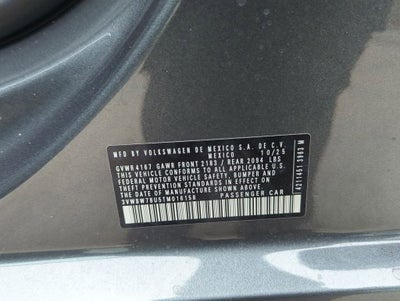 MFD BY VOLKSWAGEN DE MEXICO S.A. DE C.V.
MEXICO 10/25
GVWR 4167 GAWR FRONT 2183 / REAR 2094 LBS
THIS VEHICLE CONFORMS TO ALL APPLICABLE U.S.
FEDERAL MOTOR VEHICLE SAFETY, BUMPER, AND
THEFT PREVENTION STANDARDS IN EFFECT ON
THE DATE OF MANUFACTURE SHOWN ABOVE
PASSENGER CAR